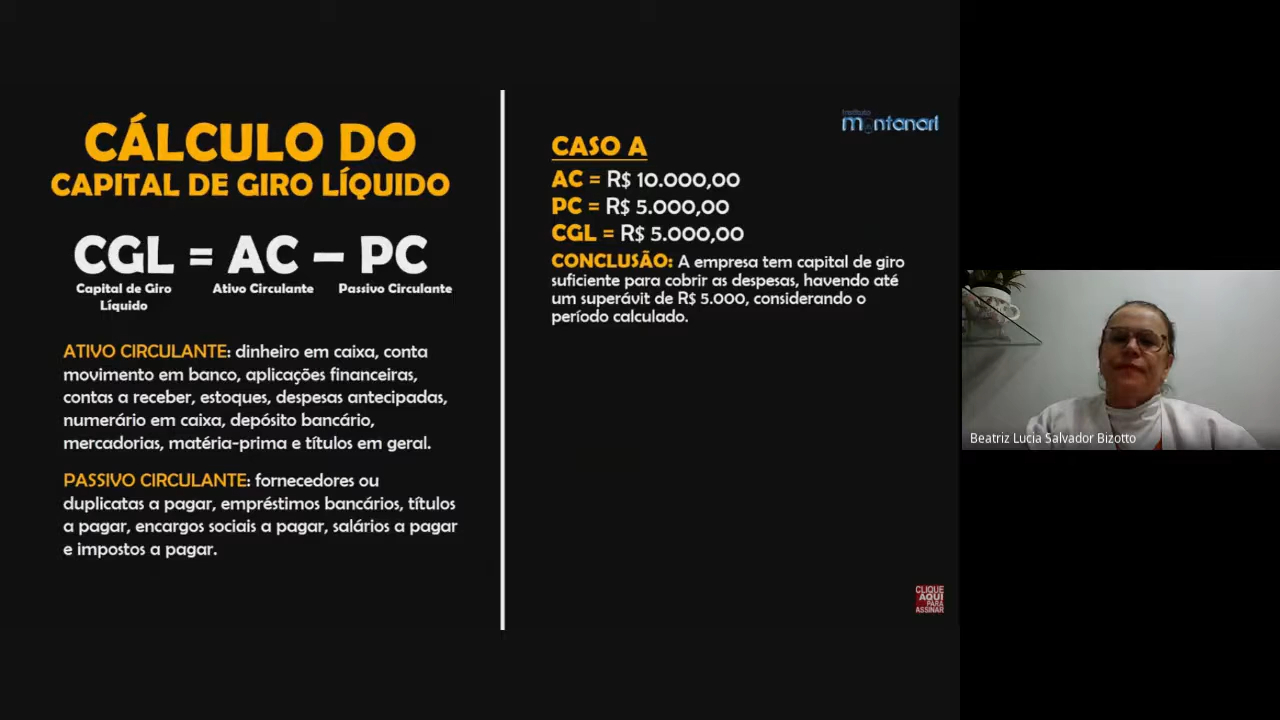 CÁLCULO DO
CAPITAL DE GIRO LÍQUIDO
CGL = AC – PC
Capital de Giro
Líquido
Ativo Circulante
Passivo Circulante
ATIVO CIRCULANTE: dinheiro em caixa, conta
movimento em banco, aplicações financeiras,
contas a receber, estoques, despesas antecipadas,
numerário em caixa, depósito bancário,
mercadorias, matéria-prima e títulos em geral.
PASSIVO CIRCULANTE: fornecedores ou
duplicatas a pagar, empréstimos bancários, títulos
a pagar, encargos sociais a pagar, salários a pagar
e impostos a pagar.
Instituto
Montanari
CASO A
AC = R$ 10.000,00
PC = R$ 5.000,00
CGL = R$ 5.000,00
CONCLUSÃO: A empresa tem capital de giro
suficiente para cobrir as despesas, havendo até
um superávit de R$ 5.000, considerando o
período calculado.
CLIQUE
AQUI
PARA
ASSINAR
Beatriz Lucia Salvador Bizotto